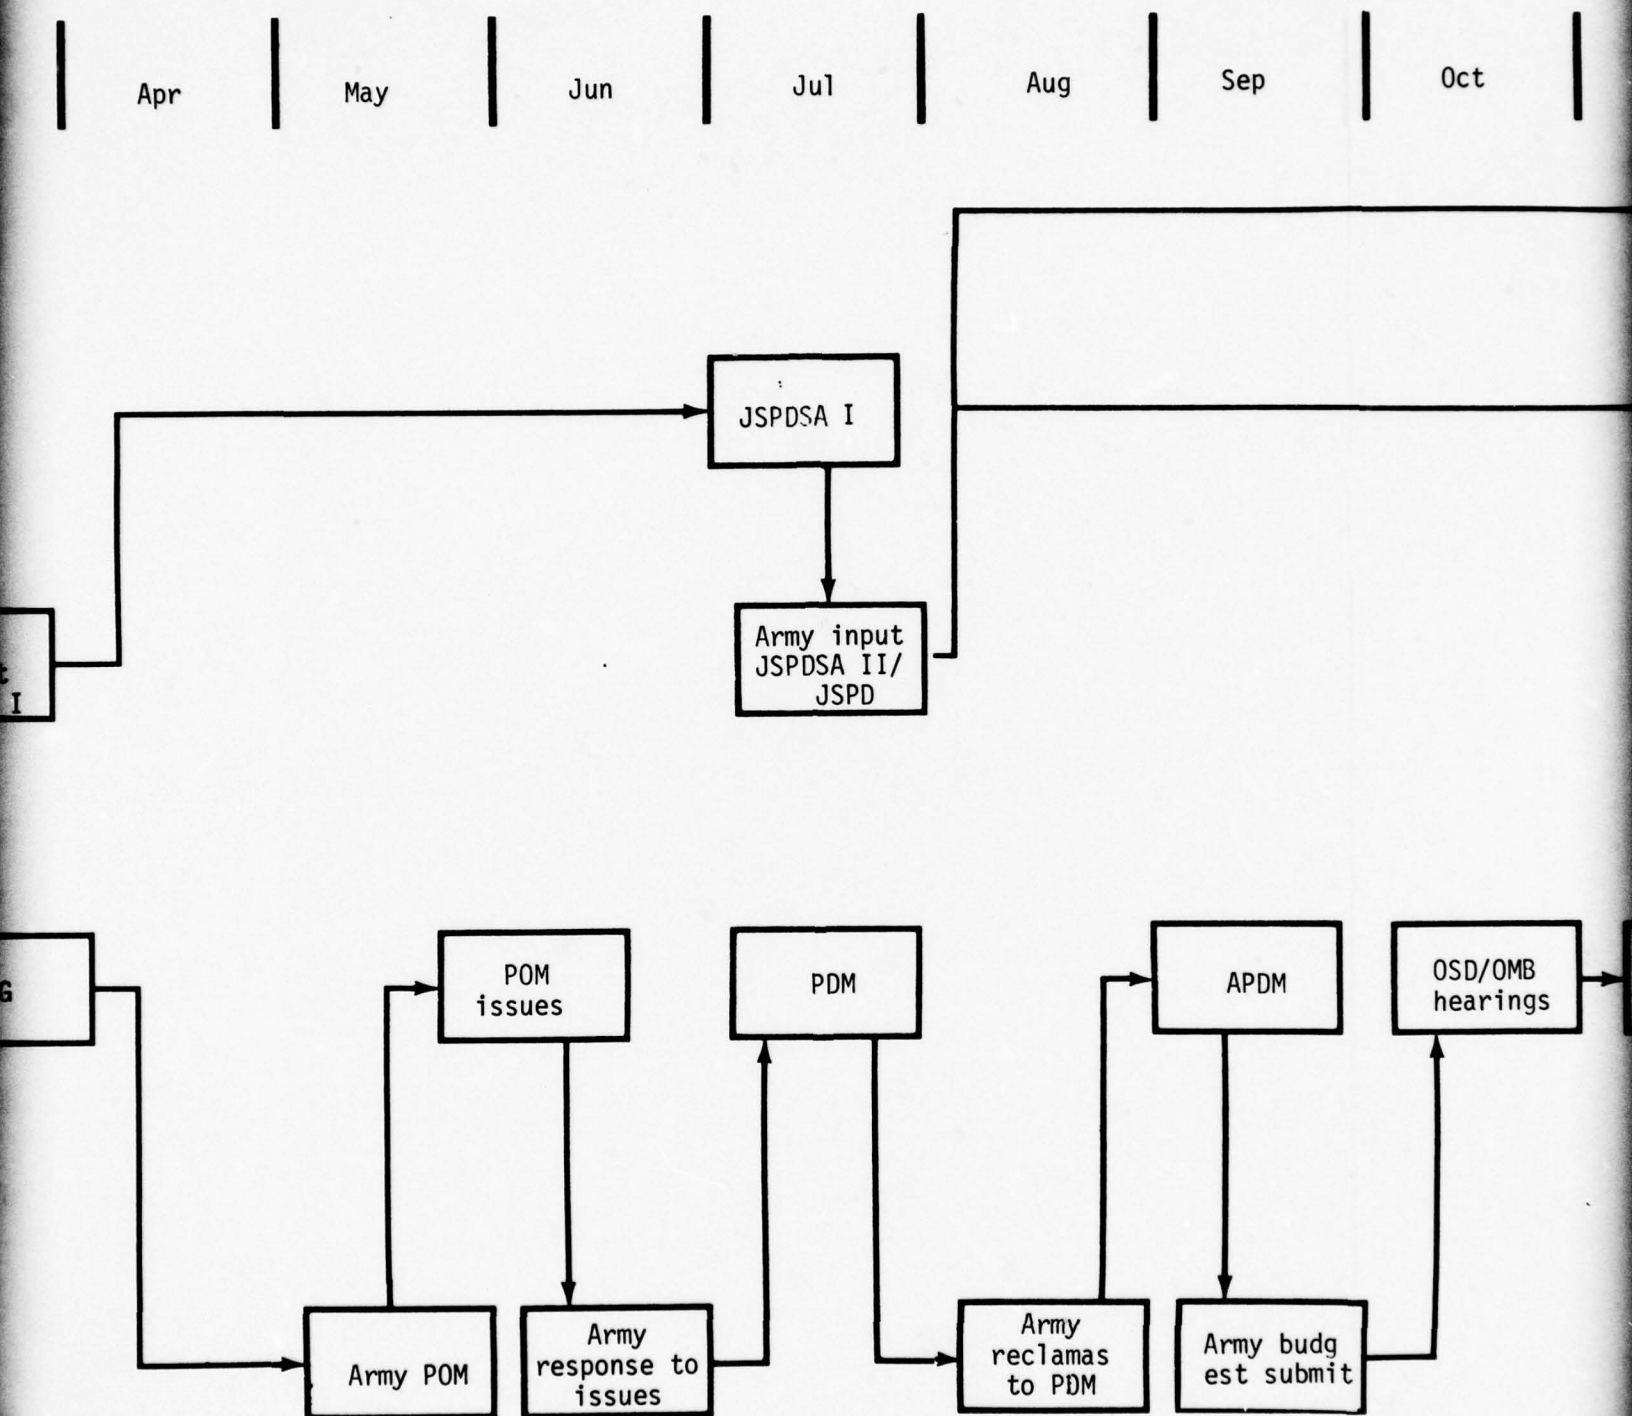 Apr May Jun Jul Aug Sep Oct
JSPDSA I
Army input
JSPDSA II/
JSPD
I
POM
issues
PDM
APDM
OSD/OMB
hearings
G
Army POM
Army
response to
issues
Army
reclamas
to PDM
Army budg
est submit